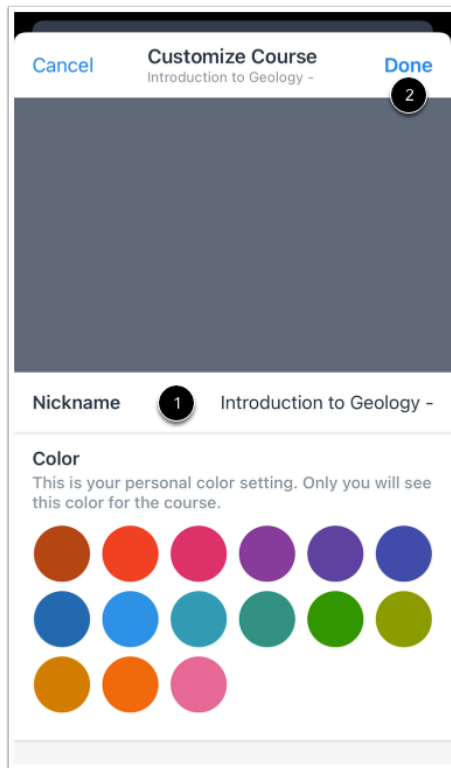 Cancel
Customize Course
Done
Introduction to Geology -
2
Nickname
1
Introduction to Geology -
Color
This is your personal color setting. Only you will see
this color for the course.